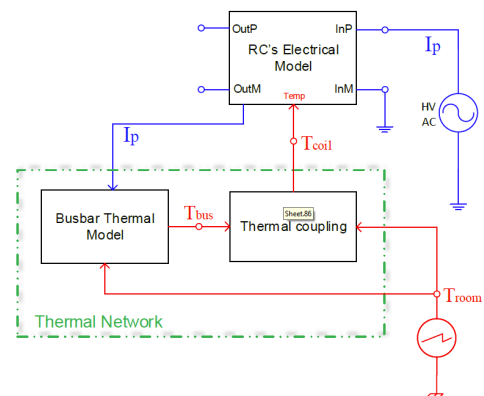 OutP
InP
RC's Electrical
Model
Ip
OutM
InM
Temp
HV
AC
Ip
Tcoil
Sheet.86
Busbar Thermal
Model
Tbus
Thermal coupling
Troom
Thermal Network